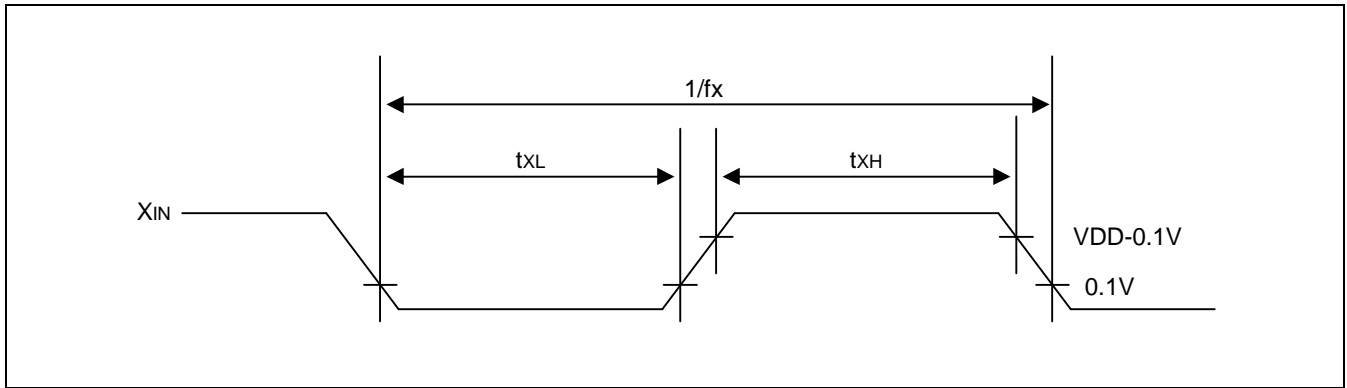 1/fx
tXL
tXH
XIN
VDD-0.1V
0.1V